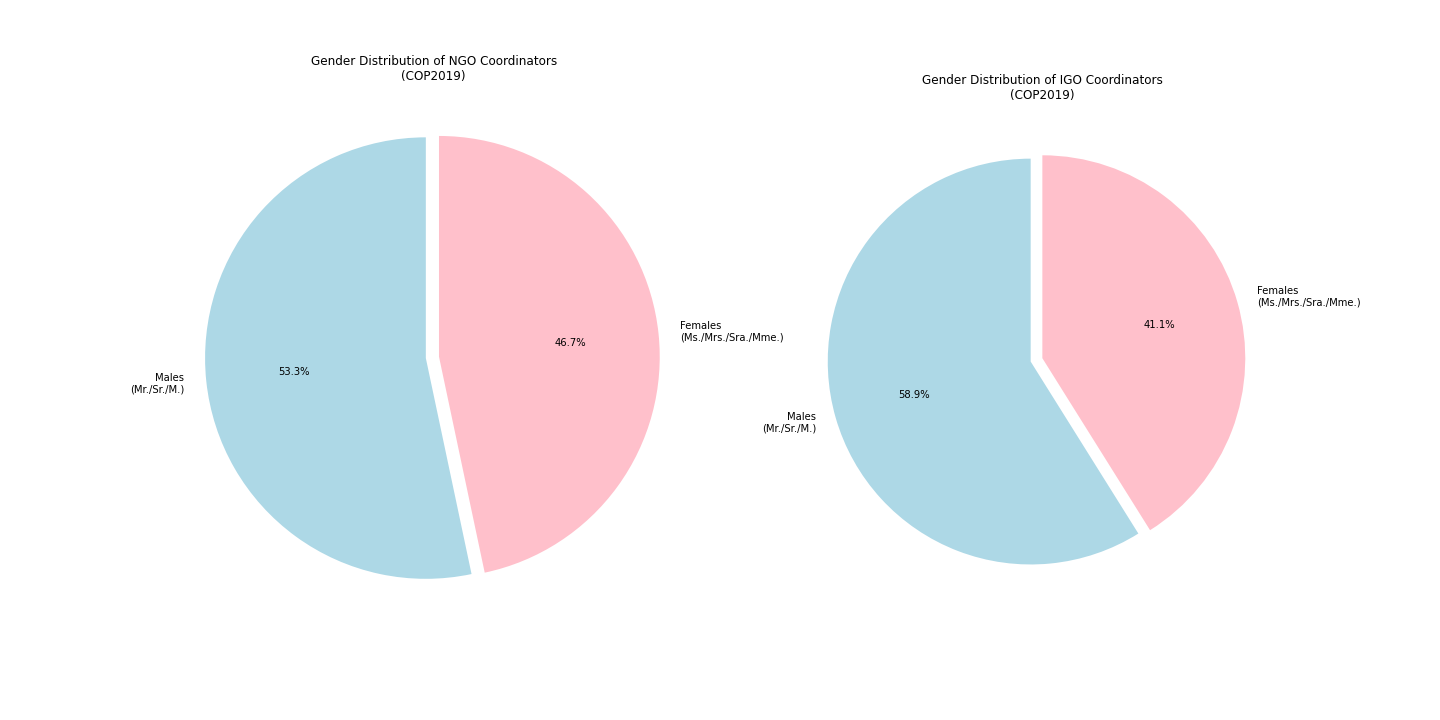 Gender Distribution of NGO Coordinators
(COP2019)
Males
(Mr./Sr./M.)
53.3%
46.7%
Females
(Ms./Mrs./Sra./Mme.)
Gender Distribution of IGO Coordinators
(COP2019)
Males
(Mr./Sr./M.)
58.9%
41.1%
Females
(Ms./Mrs./Sra./Mme.)